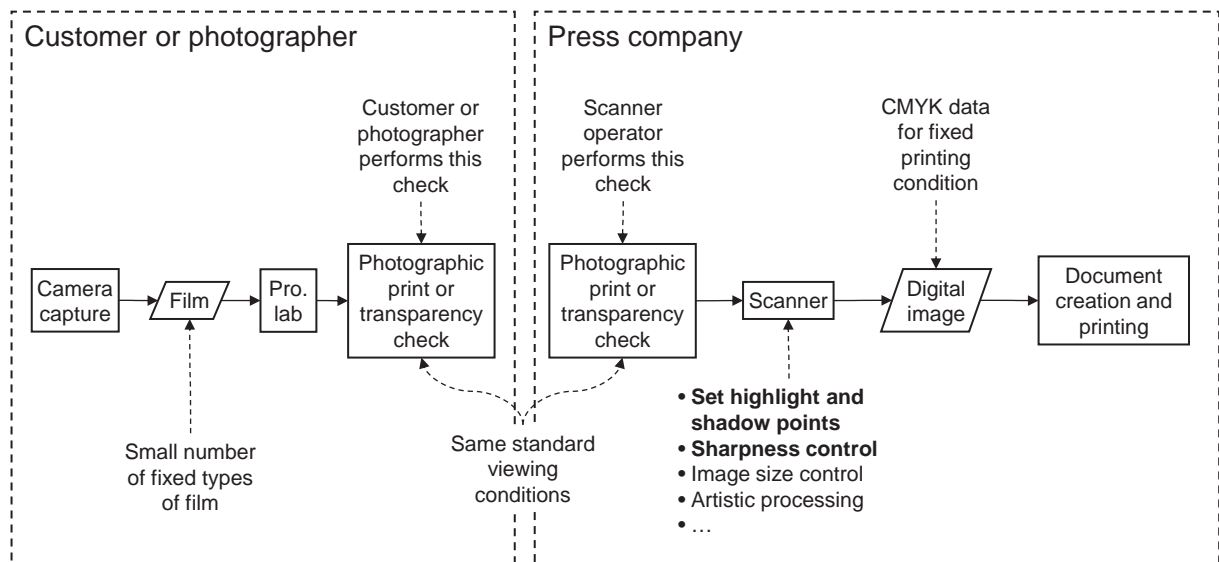 Customer or photographer
Press company
Customer or
photographer
performs this
check
Scanner
operator
performs this
check
CMYK data
for fixed
printing
condition
Camera
capture
Film
Pro.
lab
Photographic
print or
transparency
check
Photographic
print or
transparency
check
Scanner
Digital
image
Document
creation and
printing
Small number
of fixed types
of film
Same standard
viewing
conditions
• Set highlight and
shadow points
• Sharpness control
• Image size control
• Artistic processing
• …